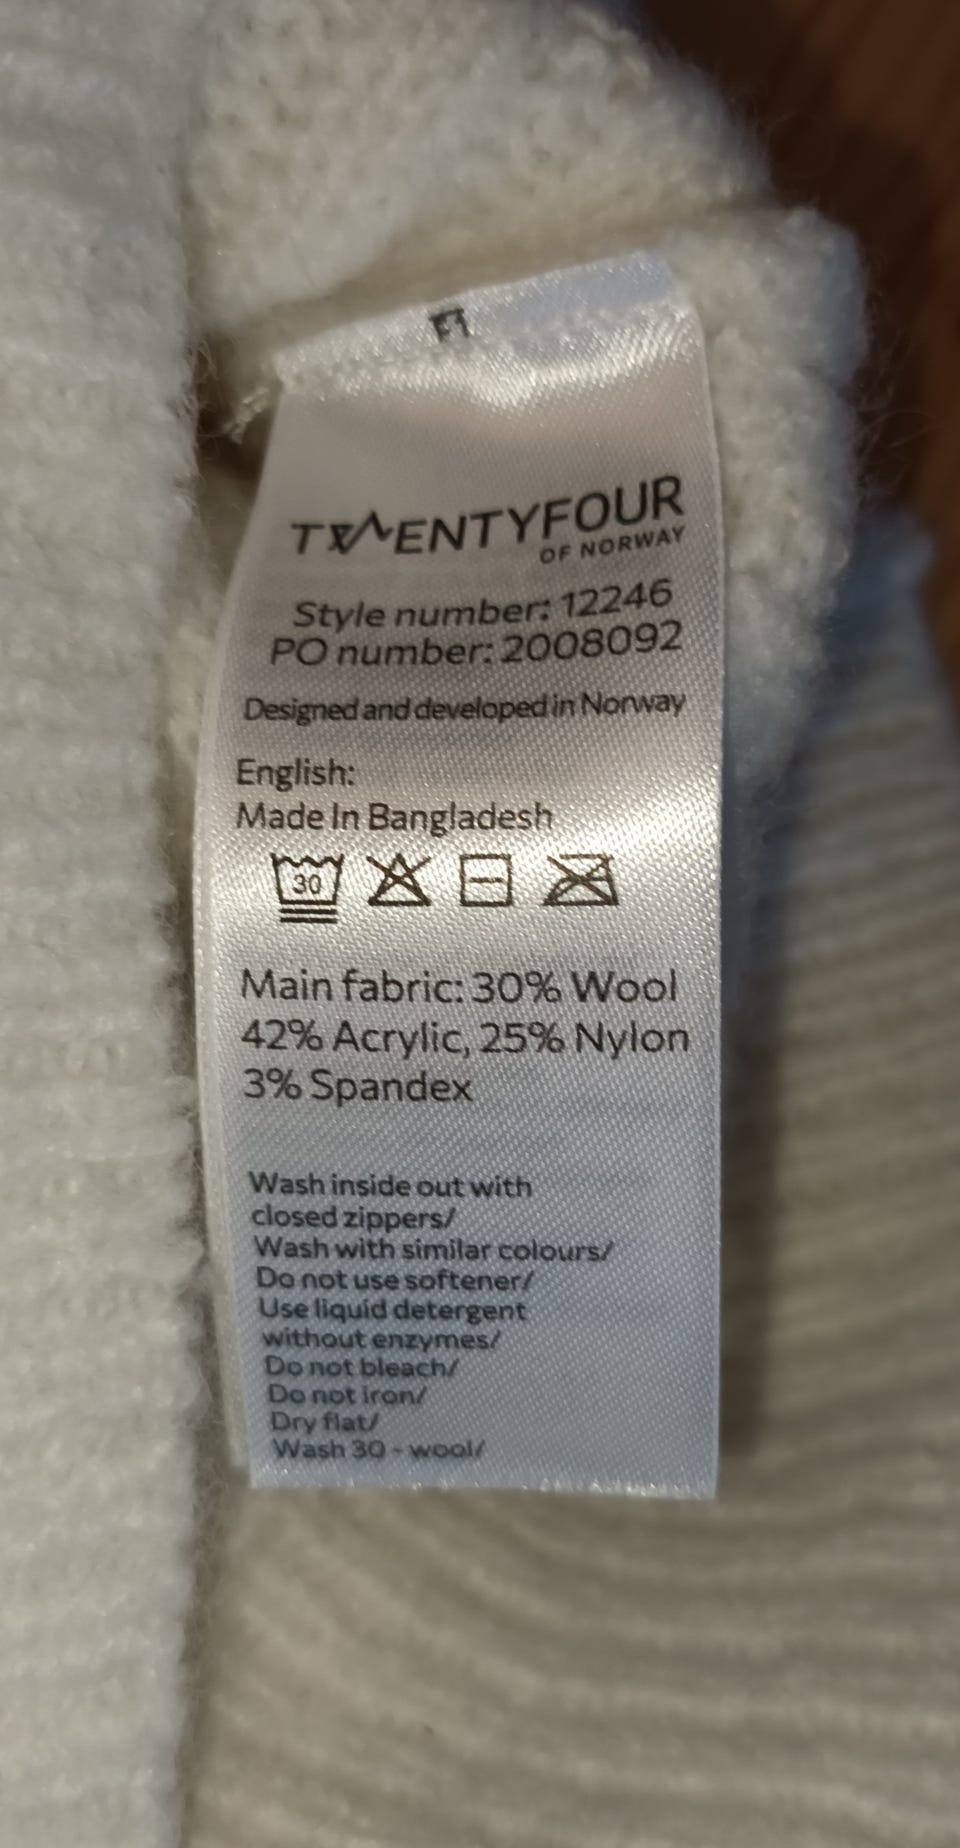 F1
TWENTYFOUR
OF NORWAY
Style number: 12246
PO number: 2008092
Designed and developed in Norway
English:
Made In Bangladesh
30
Main fabric: 30% Wool
42% Acrylic, 25% Nylon
3% Spandex
Wash inside out with
closed zippers/
Wash with similar colours/
Do not use softener/
Use liquid detergent
without enzymes/
Do not bleach/
Do not iron/
Dry flat/
Wash 30 - wool/